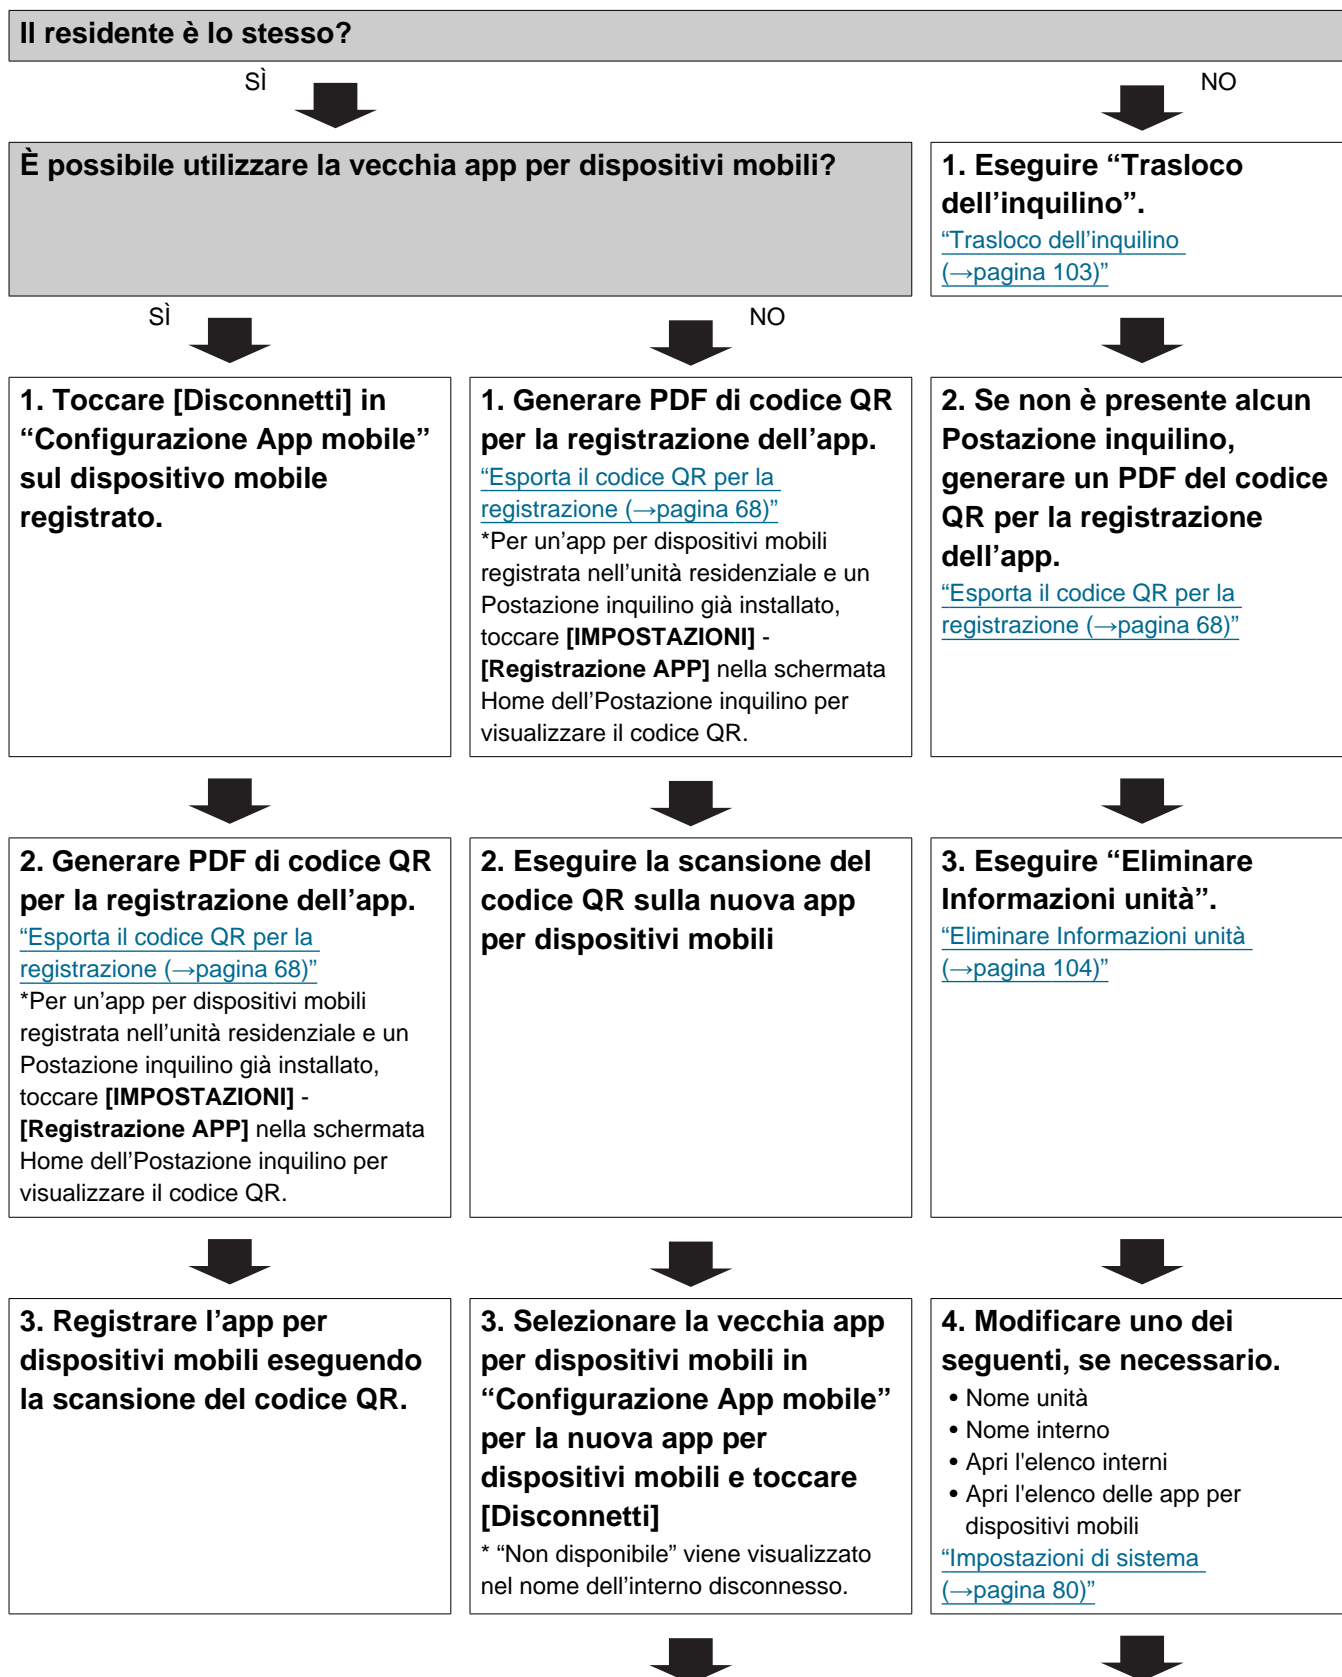 Il residente è lo stesso?
SÌ
NO
È possibile utilizzare la vecchia app per dispositivi mobili?
1. Eseguire “Trasloco
dell’inquilino”.
“Trasloco dell’inquilino
(→pagina 103)”
SÌ
NO
1. Toccare [Disconnetti] in
“Configurazione App mobile”
sul dispositivo mobile
registrato.
1. Generare PDF di codice QR
per la registrazione dell’app.
“Esporta il codice QR per la
registrazione (→pagina 68)”
*Per un’app per dispositivi mobili
registrata nell’unità residenziale e un
Postazione inquilino già installato,
toccare [IMPOSTAZIONI] -
[Registrazione APP] nella schermata
Home dell’Postazione inquilino per
visualizzare il codice QR.
2. Se non è presente alcun
Postazione inquilino,
generare un PDF del codice
QR per la registrazione
dell’app.
“Esporta il codice QR per la
registrazione (→pagina 68)”
2. Generare PDF di codice QR
per la registrazione dell’app.
“Esporta il codice QR per la
registrazione (→pagina 68)”
*Per un’app per dispositivi mobili
registrata nell’unità residenziale e un
Postazione inquilino già installato,
toccare [IMPOSTAZIONI] -
[Registrazione APP] nella schermata
Home dell’Postazione inquilino per
visualizzare il codice QR.
2. Eseguire la scansione del
codice QR sulla nuova app
per dispositivi mobili
3. Eseguire “Eliminare
Informazioni unità”.
“Eliminare Informazioni unità
(→pagina 104)”
3. Registrare l’app per
dispositivi mobili eseguendo
la scansione del codice QR.
3. Selezionare la vecchia app
per dispositivi mobili in
“Configurazione App mobile”
per la nuova app per
dispositivi mobili e toccare
[Disconnetti]
* “Non disponibile” viene visualizzato
nel nome dell’interno disconnesso.
4. Modificare uno dei
seguenti, se necessario.
• Nome unità
• Nome interno
• Apri l'elenco interni
• Apri l'elenco delle app per
dispositivi mobili
“Impostazioni di sistema
(→pagina 80)”